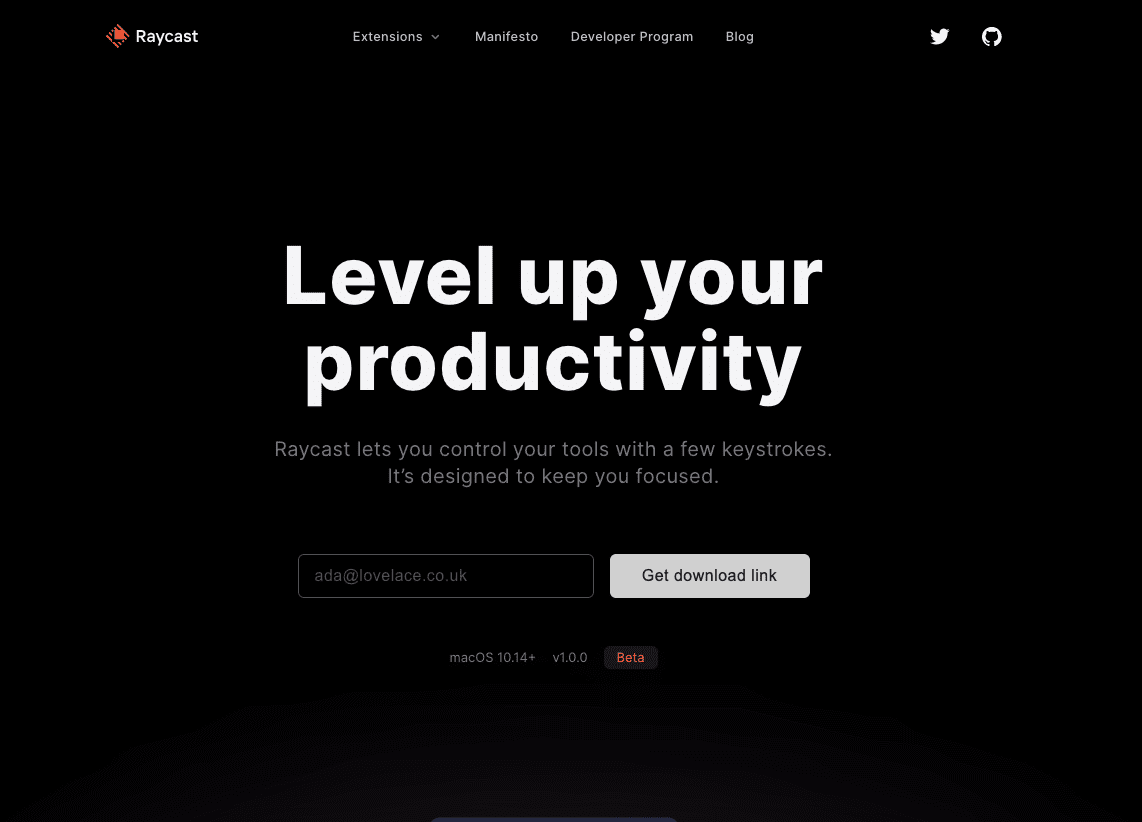 Raycast
Extensions
Manifesto
Developer Program
Blog
Level up your
productivity
Raycast lets you control your tools with a few keystrokes.
It’s designed to keep you focused.
ada@lovelace.co.uk
Get download link
macOS 10.14+
v1.0.0
Beta